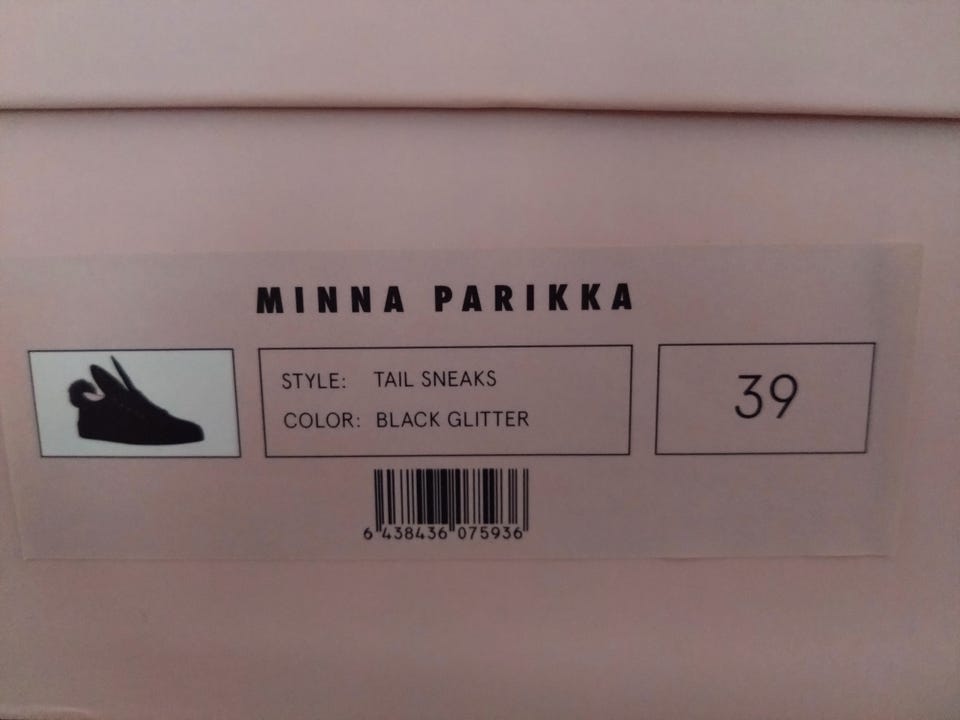 MINNA PARIKKA
STYLE: TAIL SNEAKS
COLOR: BLACK GLITTER
39
6 438436 075936